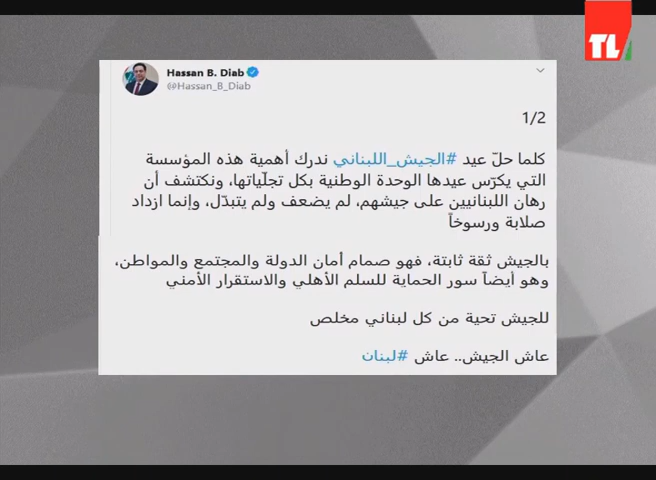 TL
Hassan B. Diab
@Hassan_B_Diab
1/2
كلما حلّ عيد #الجيش_اللبناني ندرك أهمية هذه المؤسسة
التي يكرّس عيدها الوحدة الوطنية بكل تجلّياتها، ونكتشف أن
رهان اللبنانيين على جيشهم، لم يضعف ولم يتبدّل، وإنما ازداد
صلابة ورسوخاً
بالجيش ثقة ثابتة، فهو صمام أمان الدولة والمجتمع والمواطن،
وهو أيضاً سور الحماية للسلم الأهلي والاستقرار الأمني
للجيش تحية من كل لبناني مخلص
عاش الجيش.. عاش #لبنان